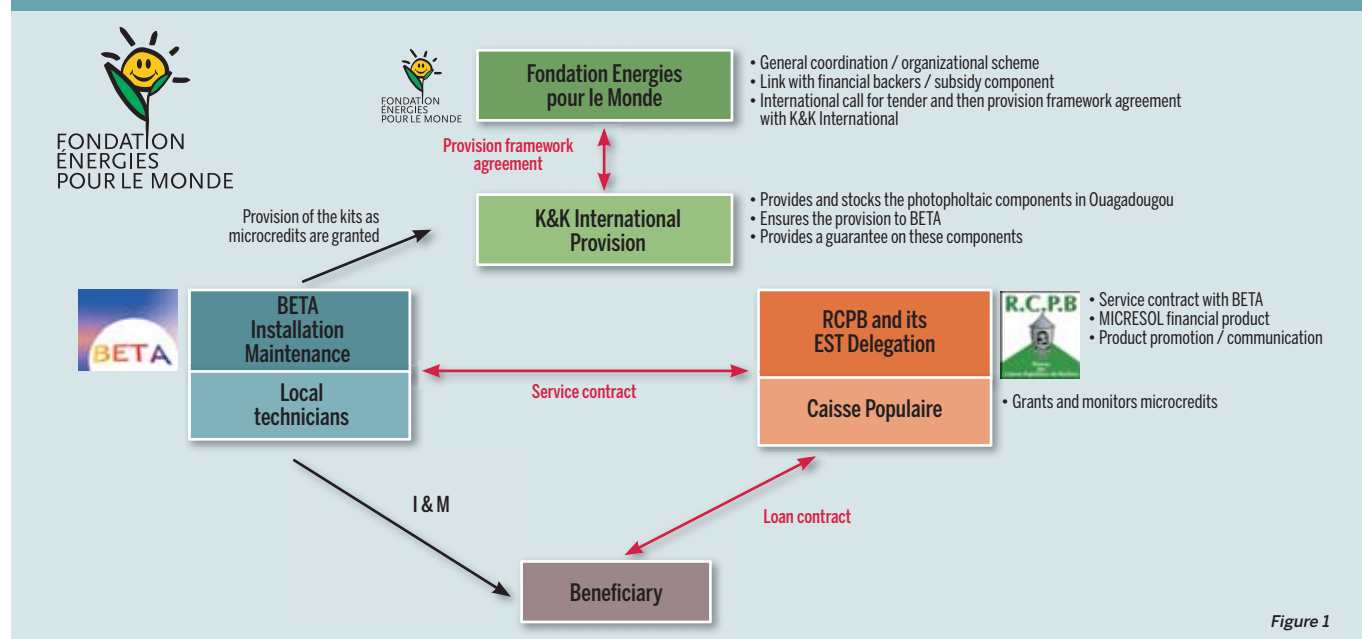 FONDATION
ÉNERGIES
POUR LE MONDE
FONDATION
ÉNERGIES
POUR LE MONDE
Fondation Energies
pour le Monde
• General coordination / organizational scheme
• Link with financial backers / subsidy component
• International call for tender and then provision framework agreement
with K&K International
Provision framework
agreement
Provision of the kits as
microcredits are granted
K&K International
Provision
• Provides and stocks the photopholtaic components in Ouagadougou
• Ensures the provision to BETA
• Provides a guarantee on these components
BETA
BETA
Installation
Maintenance
Local
technicians
Service contract
RCPB and its
EST Delegation
Caisse Populaire
R.C.P.B
• Service contract with BETA
• MICRESOL financial product
• Product promotion / communication
• Grants and monitors microcredits
I & M
Loan contract
Beneficiary
Figure 1